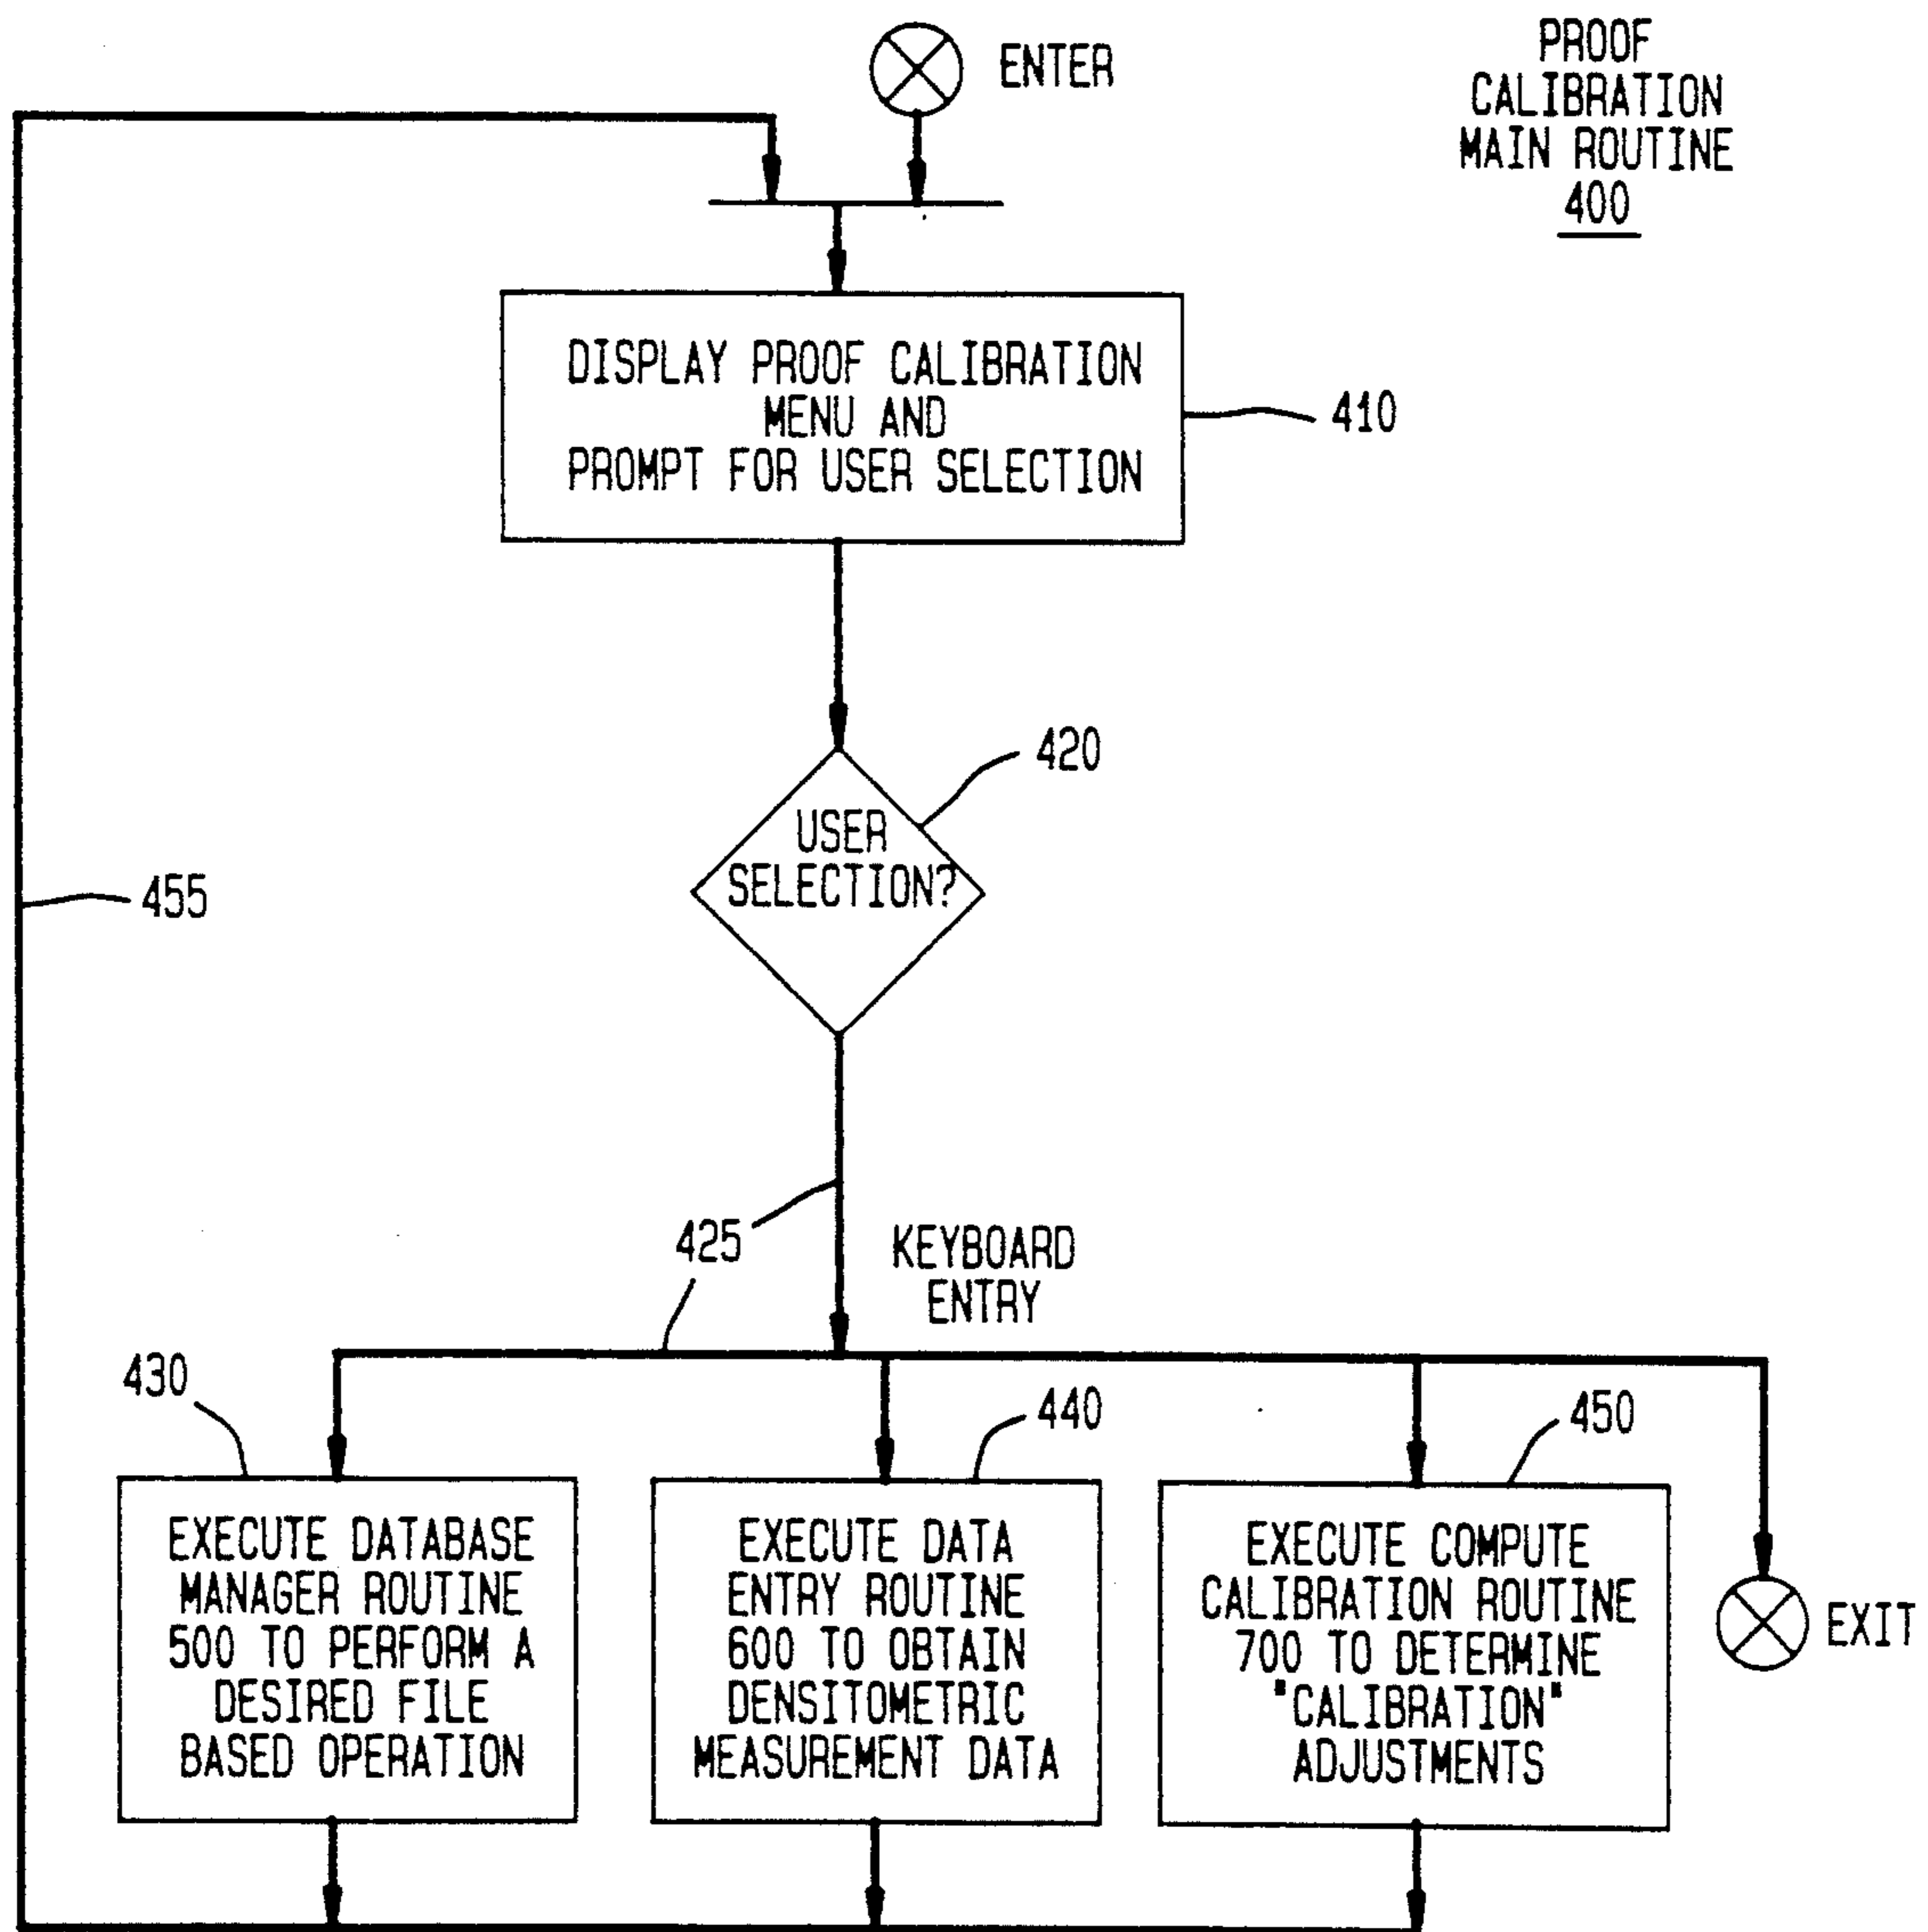 ENTER
PROOF
CALIBRATION
MAIN ROUTINE
400
DISPLAY PROOF CALIBRATION
MENU AND
PROMPT FOR USER SELECTION
410
420
USER
SELECTION?
455
425
KEYBOARD
ENTRY
430
440
450
EXECUTE DATABASE
MANAGER ROUTINE
500 TO PERFORM A
DESIRED FILE
BASED OPERATION
EXECUTE DATA
ENTRY ROUTINE
600 TO OBTAIN
DENSITOMETRIC
MEASUREMENT DATA
EXECUTE COMPUTE
CALIBRATION ROUTINE
700 TO DETERMINE
"CALIBRATION"
ADJUSTMENTS
EXIT